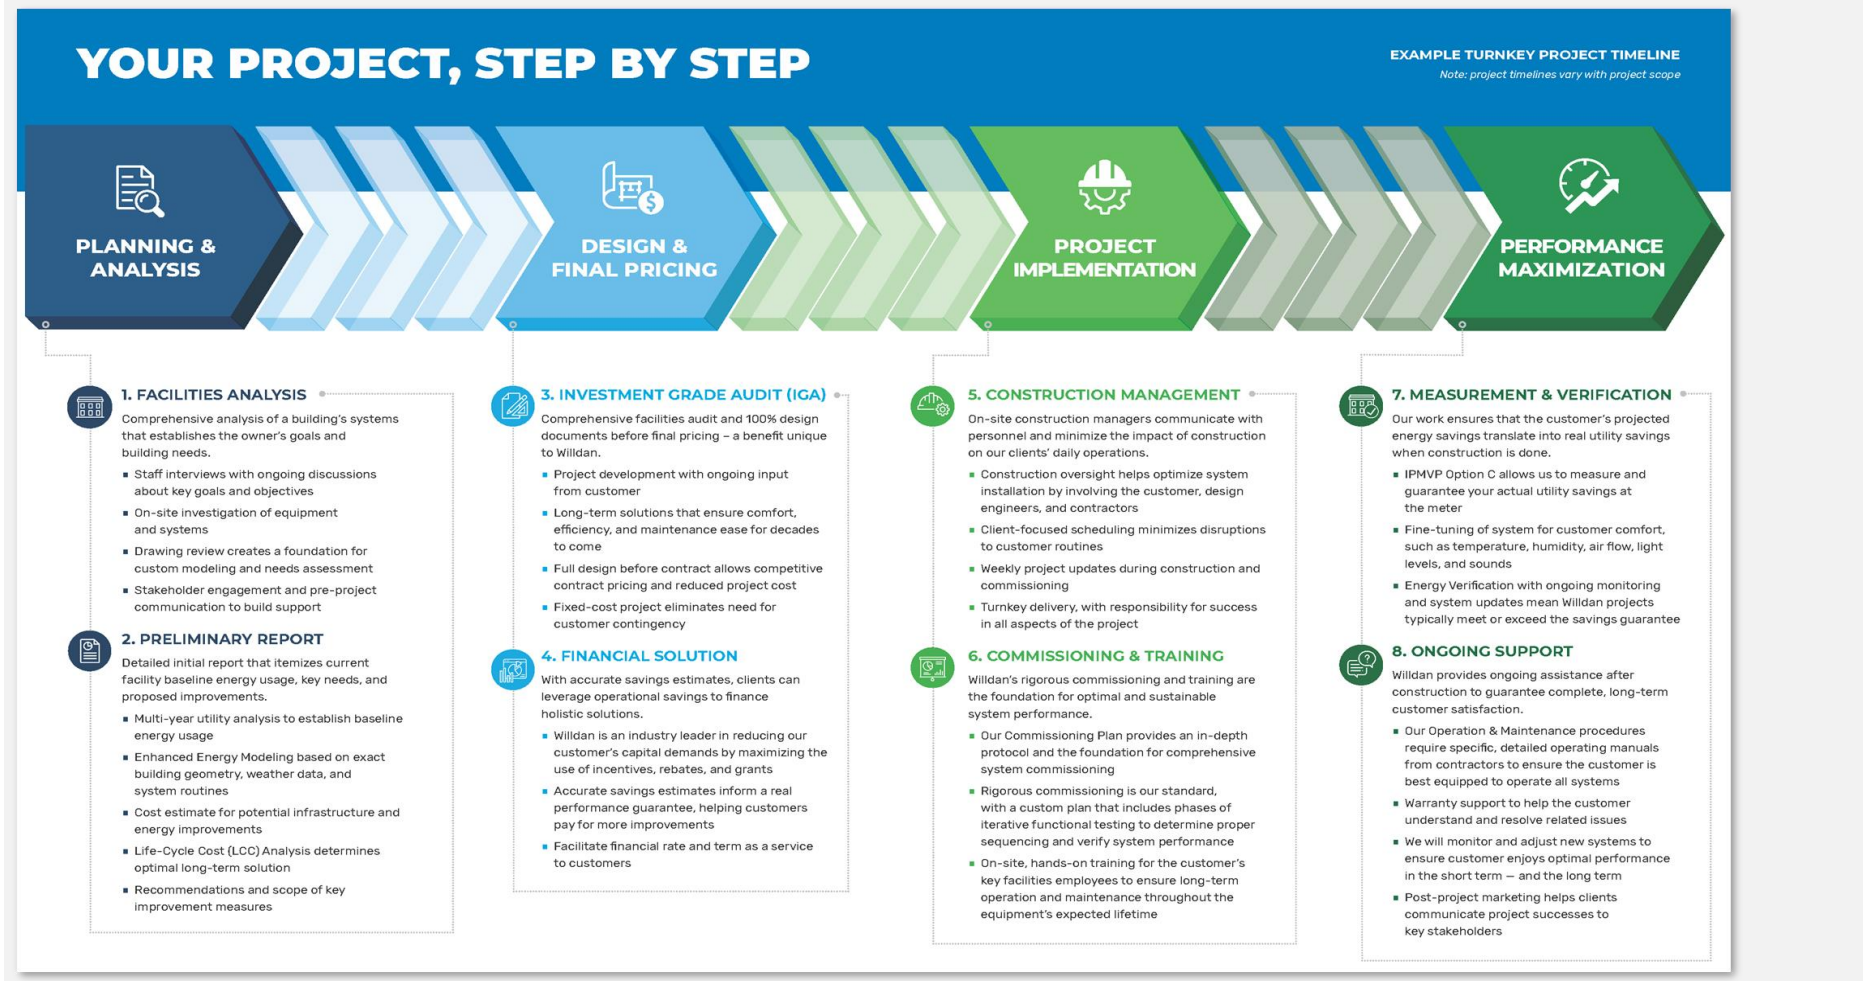 YOUR PROJECT, STEP BY STEP
EXAMPLE TURNKEY PROJECT TIMELINE
Note: project timelines vary with project scope
PLANNING &
ANALYSIS
DESIGN &
FINAL PRICING
PROJECT
IMPLEMENTATION
PERFORMANCE
MAXIMIZATION
1. FACILITIES ANALYSIS
Comprehensive analysis of a building's systems
that establishes the owner's goals and
building needs.
▪ Staff interviews with ongoing discussions
about key goals and objectives
▪ On-site investigation of equipment
and systems
▪ Drawing review creates a foundation for
custom modeling and needs assessment
▪ Stakeholder engagement and pre-project
communication to build support
2. PRELIMINARY REPORT
Detailed initial report that itemizes current
facility baseline energy usage, key needs, and
proposed improvements.
▪ Multi-year utility analysis to establish baseline
energy usage
▪ Enhanced Energy Modeling based on exact
building geometry, weather data, and
system routines
▪ Cost estimate for potential infrastructure and
energy improvements
▪ Life-Cycle Cost (LCC) Analysis determines
optimal long-term solution
▪ Recommendations and scope of key
improvement measures
3. INVESTMENT GRADE AUDIT (IGA)
Comprehensive facilities audit and 100% design
documents before final pricing – a benefit unique
to Willdan.
▪ Project development with ongoing input
from customer
▪ Long-term solutions that ensure comfort,
efficiency, and maintenance ease for decades
to come
▪ Full design before contract allows competitive
contract pricing and reduced project cost
▪ Fixed-cost project eliminates need for
customer contingency
4. FINANCIAL SOLUTION
With accurate savings estimates, clients can
leverage operational savings to finance
holistic solutions.
▪ Willdan is an industry leader in reducing our
customer's capital demands by maximizing the
use of incentives, rebates, and grants
▪ Accurate savings estimates inform a real
performance guarantee, helping customers
pay for more improvements
▪ Facilitate financial rate and term as a service
to customers
5. CONSTRUCTION MANAGEMENT
On-site construction managers communicate with
personnel and minimize the impact of construction
on our clients' daily operations.
▪ Construction oversight helps optimize system
installation by involving the customer, design
engineers, and contractors
▪ Client-focused scheduling minimizes disruptions
to customer routines
▪ Weekly project updates during construction and
commissioning
▪ Turnkey delivery, with responsibility for success
in all aspects of the project
6. COMMISSIONING & TRAINING
Willdan's rigorous commissioning and training are
the foundation for optimal and sustainable
system performance.
▪ Our Commissioning Plan provides an in-depth
protocol and the foundation for comprehensive
system commissioning
▪ Rigorous commissioning is our standard,
with a custom plan that includes phases of
iterative functional testing to determine proper
sequencing and verify system performance
▪ On-site, hands-on training for the customer's
key facilities employees to ensure long-term
operation and maintenance throughout the
equipment's expected lifetime
7. MEASUREMENT & VERIFICATION
Our work ensures that the customer's projected
energy savings translate into real utility savings
when construction is done.
▪ IPMVP Option C allows us to measure and
guarantee your actual utility savings at
the meter
▪ Fine-tuning of system for customer comfort,
such as temperature, humidity, air flow, light
levels, and sounds
▪ Energy Verification with ongoing monitoring
and system updates mean Willdan projects
typically meet or exceed the savings guarantee
8. ONGOING SUPPORT
Willdan provides ongoing assistance after
construction to guarantee complete, long-term
customer satisfaction.
▪ Our Operation & Maintenance procedures
require specific, detailed operating manuals
from contractors to ensure the customer is
best equipped to operate all systems
▪ Warranty support to help the customer
understand and resolve related issues
▪ We will monitor and adjust new systems to
ensure customer enjoys optimal performance
in the short term — and the long term
▪ Post-project marketing helps clients
communicate project successes to
key stakeholders